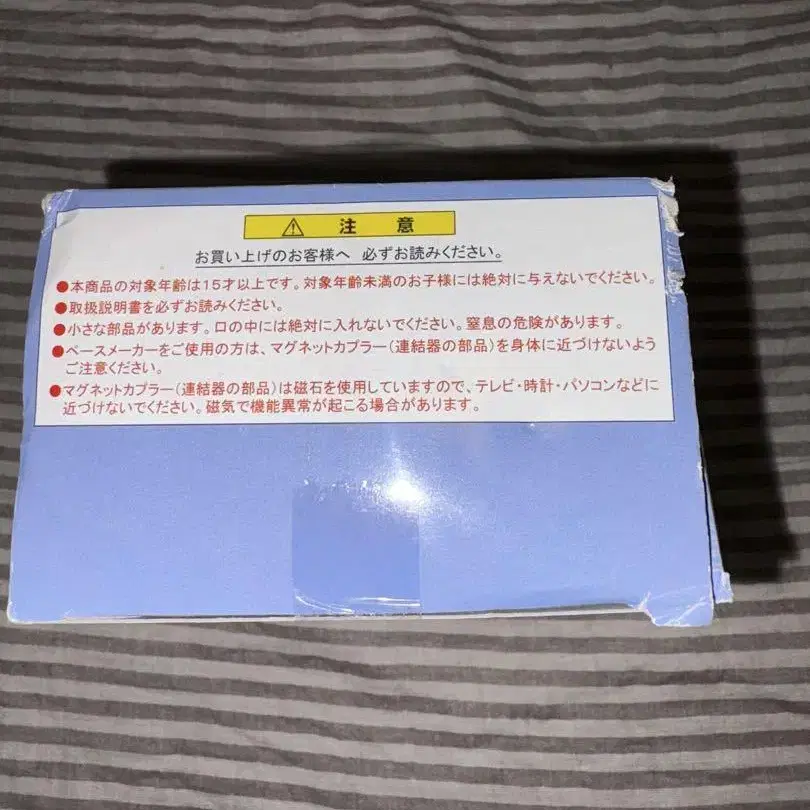 ⚠ 注意
お買い上げのお客様へ 必ずお読みください。
●本商品の対象年齢は15才以上です。対象年齢未満のお子様には絶対に与えないでください。
●取扱説明書を必ずお読みください。
●小さな部品があります。口の中には絶対に入れないでください。窒息の危険があります。
●ペースメーカーをご使用の方は、マグネットカプラー(連結器の部品)を身体に近づけないよう
ご注意ください。
●マグネットカプラー(連結器の部品)は磁石を使用していますので、テレビ・時計・パソコンなどに
近づけないでください。磁気で機能異常が起こる場合があります。